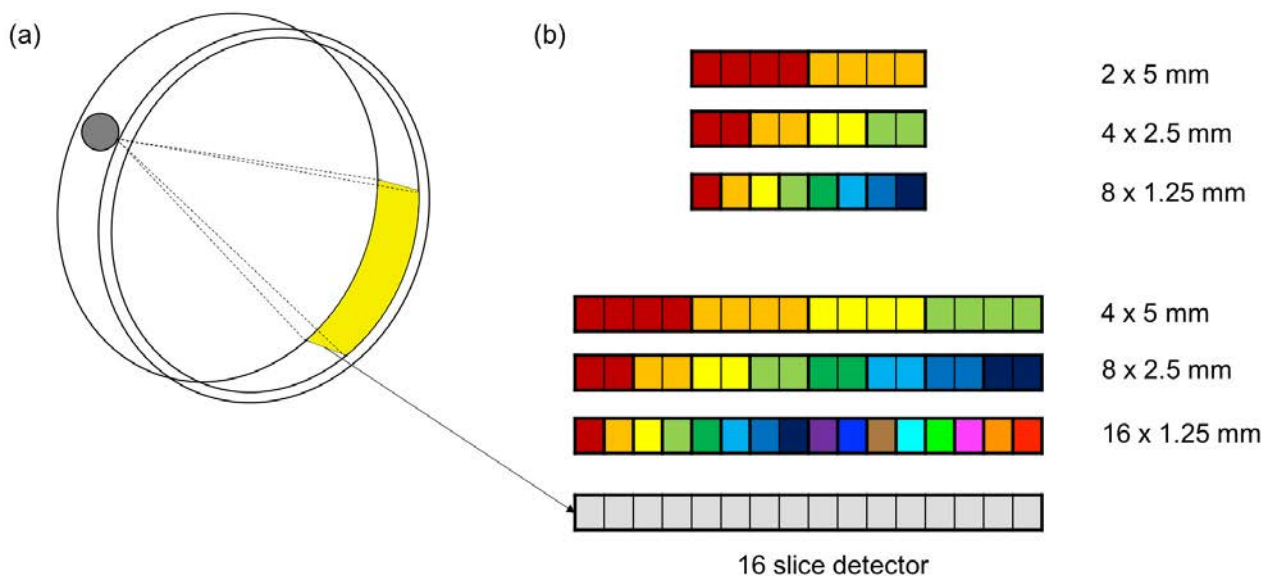 (a)
(b)
2 x 5 mm
4 x 2.5 mm
8 x 1.25 mm
4 x 5 mm
8 x 2.5 mm
16 x 1.25 mm
16 slice detector